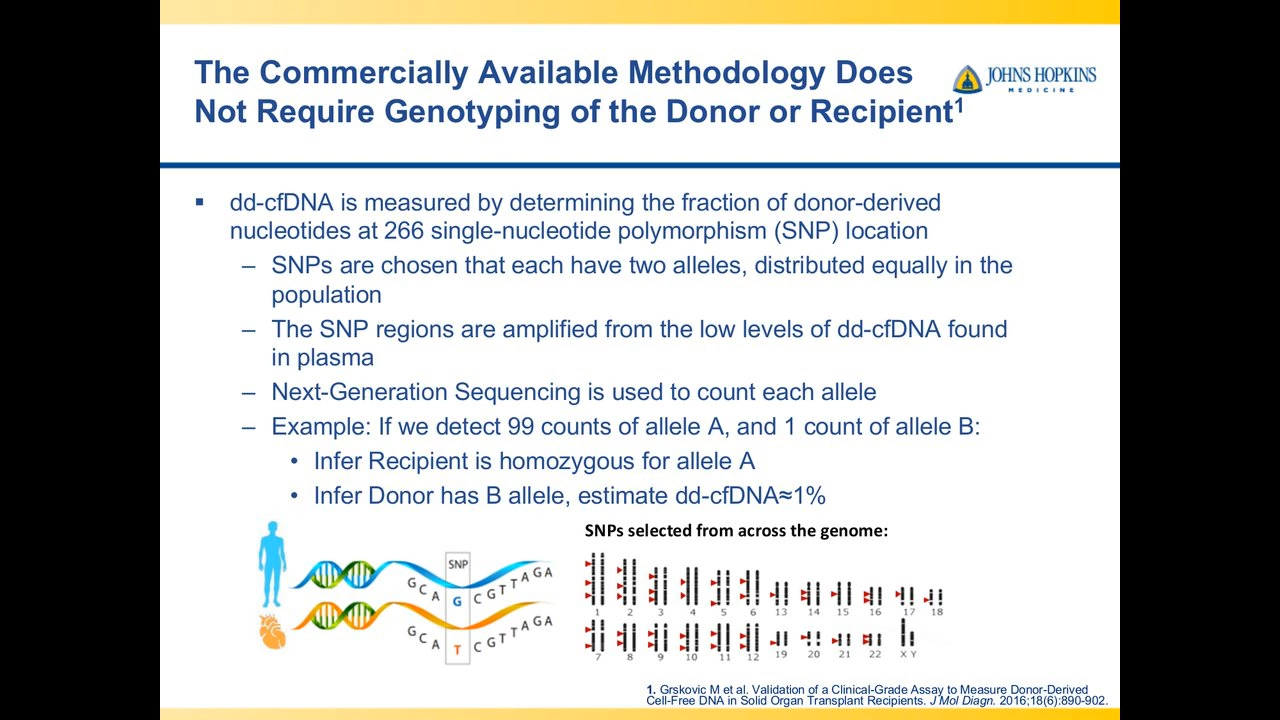 The Commercially Available Methodology Does
Not Require Genotyping of the Donor or Recipient1
JOHNS HOPKINS
MEDICINE
▪ dd-cfDNA is measured by determining the fraction of donor-derived
nucleotides at 266 single-nucleotide polymorphism (SNP) location
– SNPs are chosen that each have two alleles, distributed equally in the
population
– The SNP regions are amplified from the low levels of dd-cfDNA found
in plasma
– Next-Generation Sequencing is used to count each allele
– Example: If we detect 99 counts of allele A, and 1 count of allele B:
• Infer Recipient is homozygous for allele A
• Infer Donor has B allele, estimate dd-cfDNA≈1%
SNP
G C A G C G T T A G A
G C A T C G T T A G A
SNPs selected from across the genome:
1 2 3 4 5 6 13 14 15 16 17 18
7 8 9 10 11 12 19 20 21 22 X Y
1. Grskovic M et al. Validation of a Clinical-Grade Assay to Measure Donor-Derived
Cell-Free DNA in Solid Organ Transplant Recipients. J Mol Diagn. 2016;18(6):890-902.